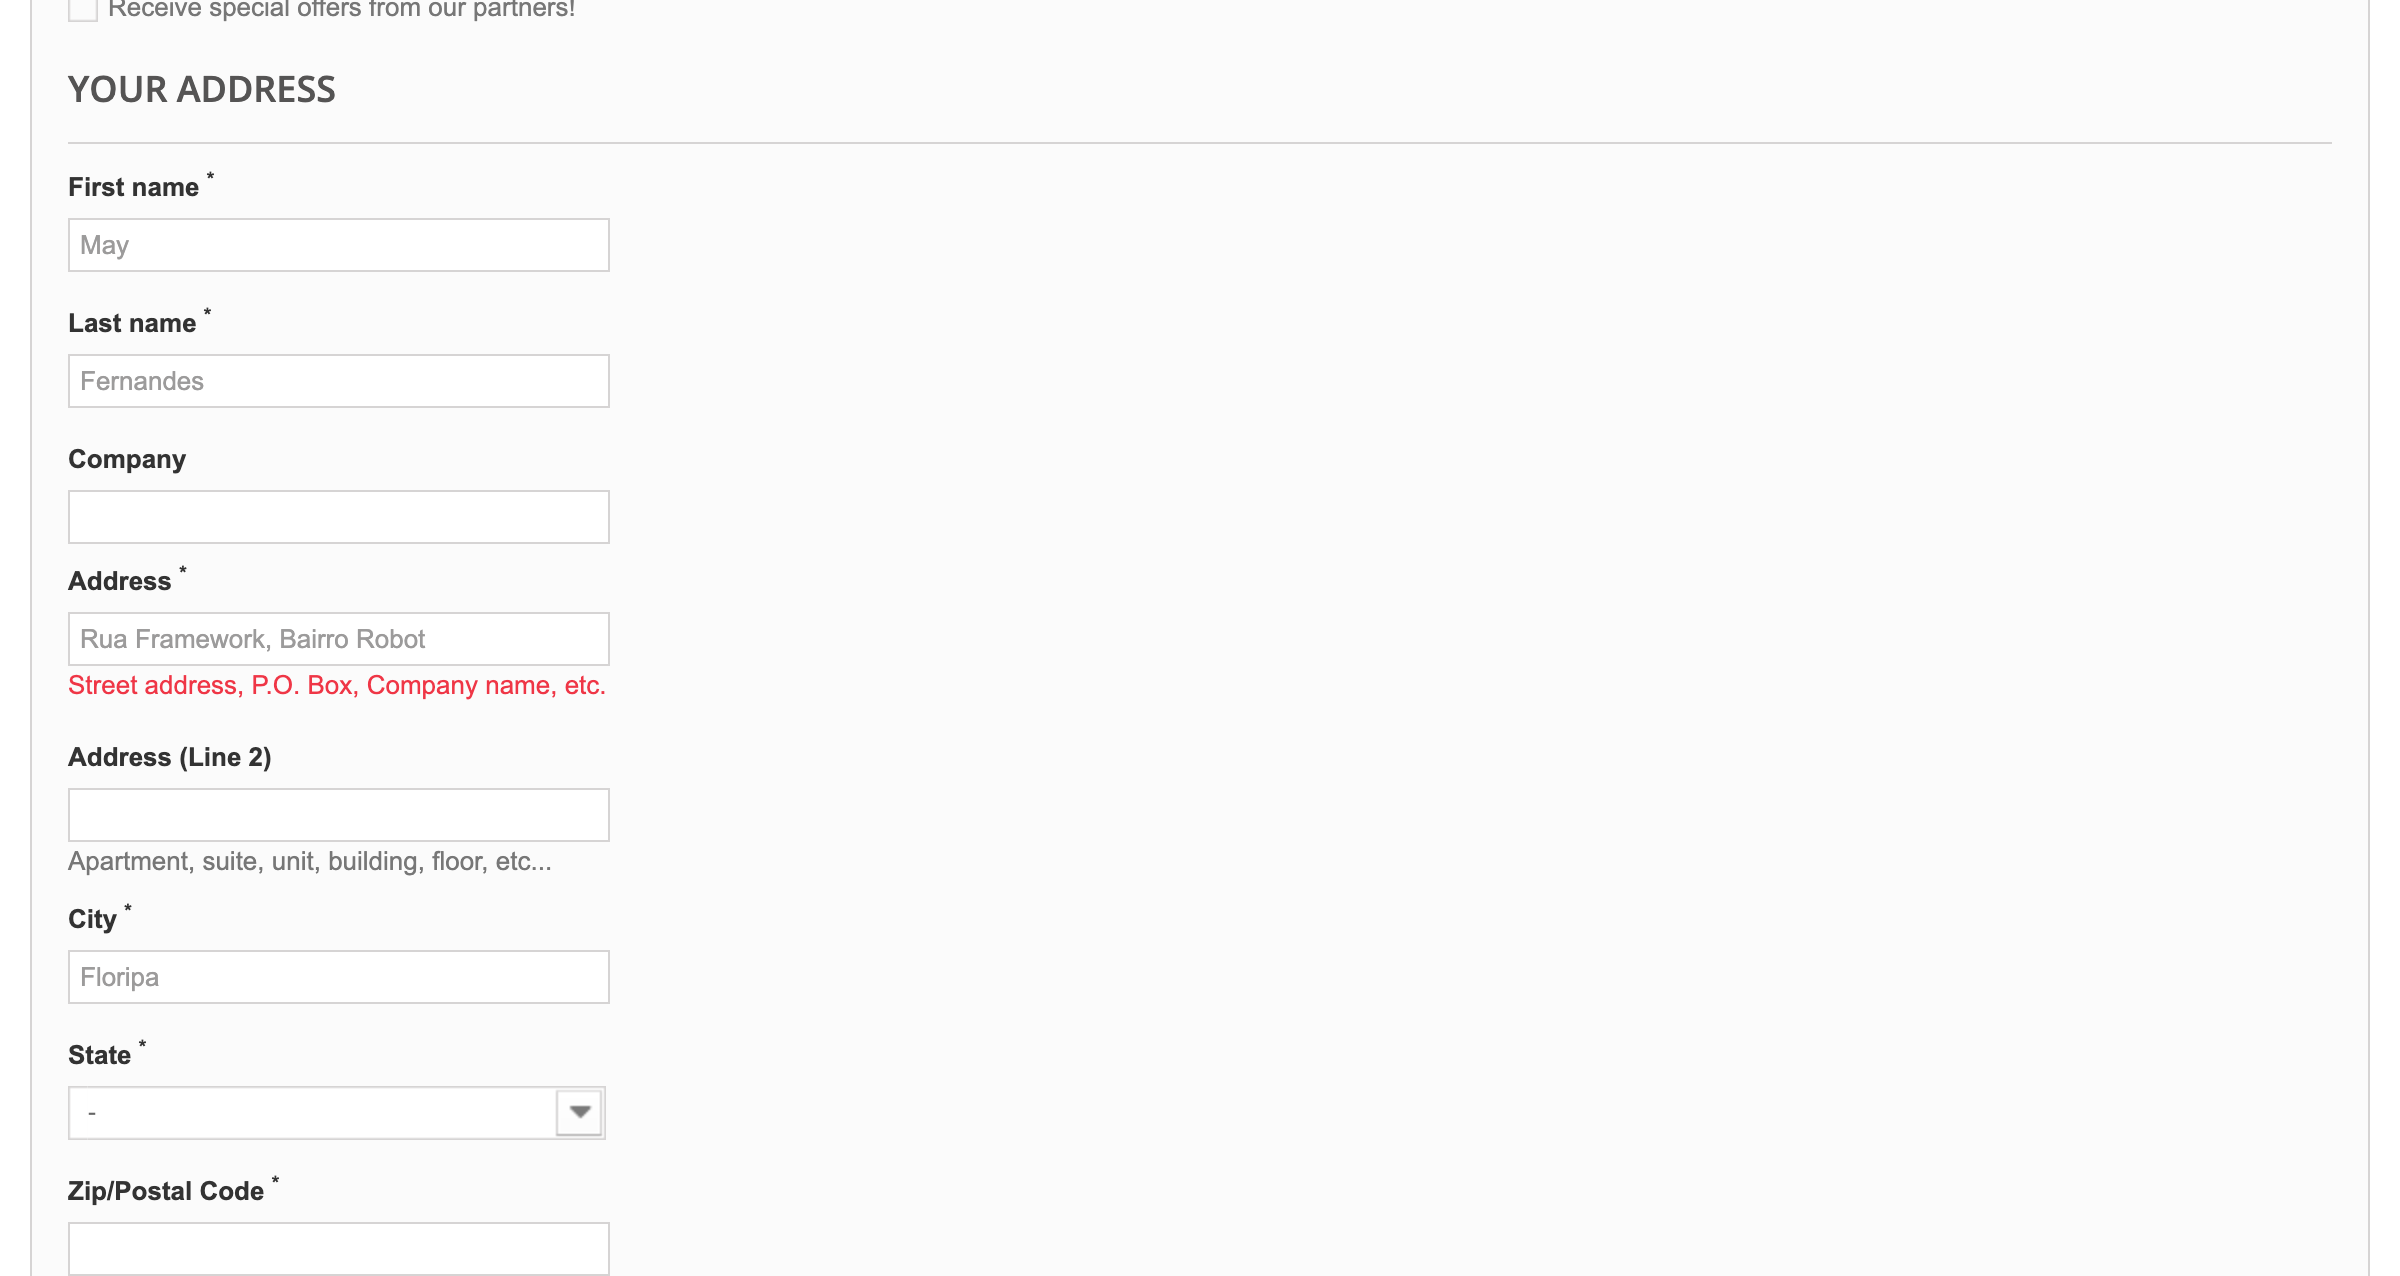 Receive special offers from our partners!
YOUR ADDRESS
First name *
May
Last name *
Fernandes
Company
Address *
Rua Framework, Bairro Robot
Street address, P.O. Box, Company name, etc.
Address (Line 2)
Apartment, suite, unit, building, floor, etc...
City *
Floripa
State *
-
Zip/Postal Code *